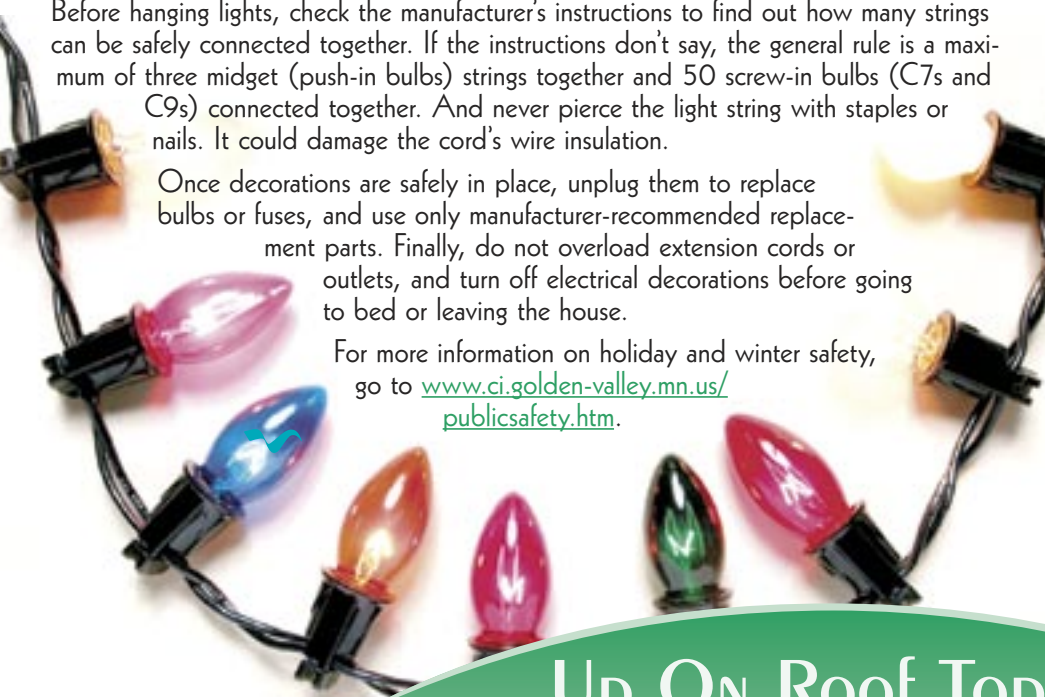 Before hanging lights, check the manufacturer's instructions to find out how many strings
can be safely connected together. If the instructions don't say, the general rule is a maxi-
mum of three midget (push-in bulbs) strings together and 50 screw-in bulbs (C7s and
C9s) connected together. And never pierce the light string with staples or
nails. It could damage the cord's wire insulation.
Once decorations are safely in place, unplug them to replace
bulbs or fuses, and use only manufacturer-recommended replace-
ment parts. Finally, do not overload extension cords or
outlets, and turn off electrical decorations before going
to bed or leaving the house.
For more information on holiday and winter safety,
go to www.ci.golden-valley.mn.us/
publicsafety.htm.
Up On Roof Top